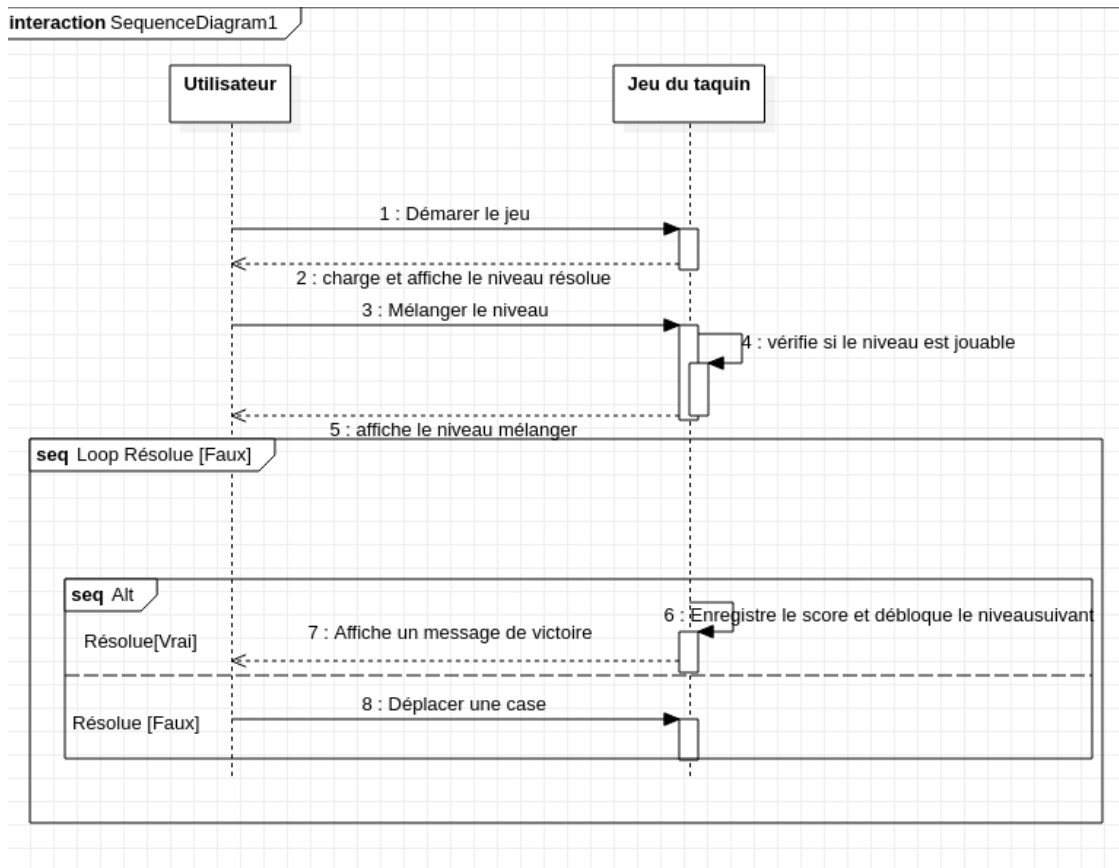 interaction SequenceDiagram1
Utilisateur
Jeu du taquin
1 : Démarer le jeu
2 : charge et affiche le niveau résolue
3 : Mélanger le niveau
4 : vérifie si le niveau est jouable
5 : affiche le niveau mélanger
seq Loop Résolue [Faux]
seq Alt
6 : Enregistre le score et débloque le niveausuivant
7 : Affiche un message de victoire
Résolue[Vrai]
8 : Déplacer une case
Résolue [Faux]